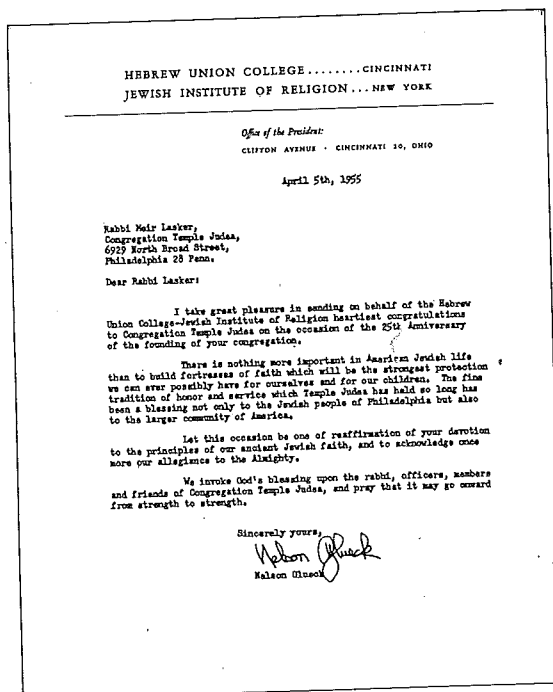 HEBREW UNION COLLEGE........CINCINNATI
JEWISH INSTITUTE OF RELIGION...NEW YORK
Office of the President:
CLIFTON AVENUE · CINCINNATI 20, OHIO
April 5th, 1955
Rabbi Meir Lasker,
Congregation Temple Judea,
6929 North Broad Street,
Philadelphia 28 Penn.
Dear Rabbi Lasker:
I take great pleasure in sending on behalf of the Hebrew
Union College-Jewish Institute of Religion heartiest congratulations
to Congregation Temple Judea on the occasion of the 25th Anniversary
of the founding of your congregation.
There is nothing more important in American Jewish life
than to build fortresses of faith which will be the strongest protection
we can ever possibly have for ourselves and for our children. The fine
tradition of honor and service which Temple Judea has held so long has
been a blessing not only to the Jewish people of Philadelphia but also
to the larger community of America.
Let this occasion be one of reaffirmation of your devotion
to the principles of our ancient Jewish faith, and to acknowledge once
more our allegiance to the Almighty.
We invoke God's blessing upon the rabbi, officers, members
and friends of Congregation Temple Judea, and pray that it may go onward
from strength to strength.
Sincerely yours,
Nelson Glueck
Nelson Glueck